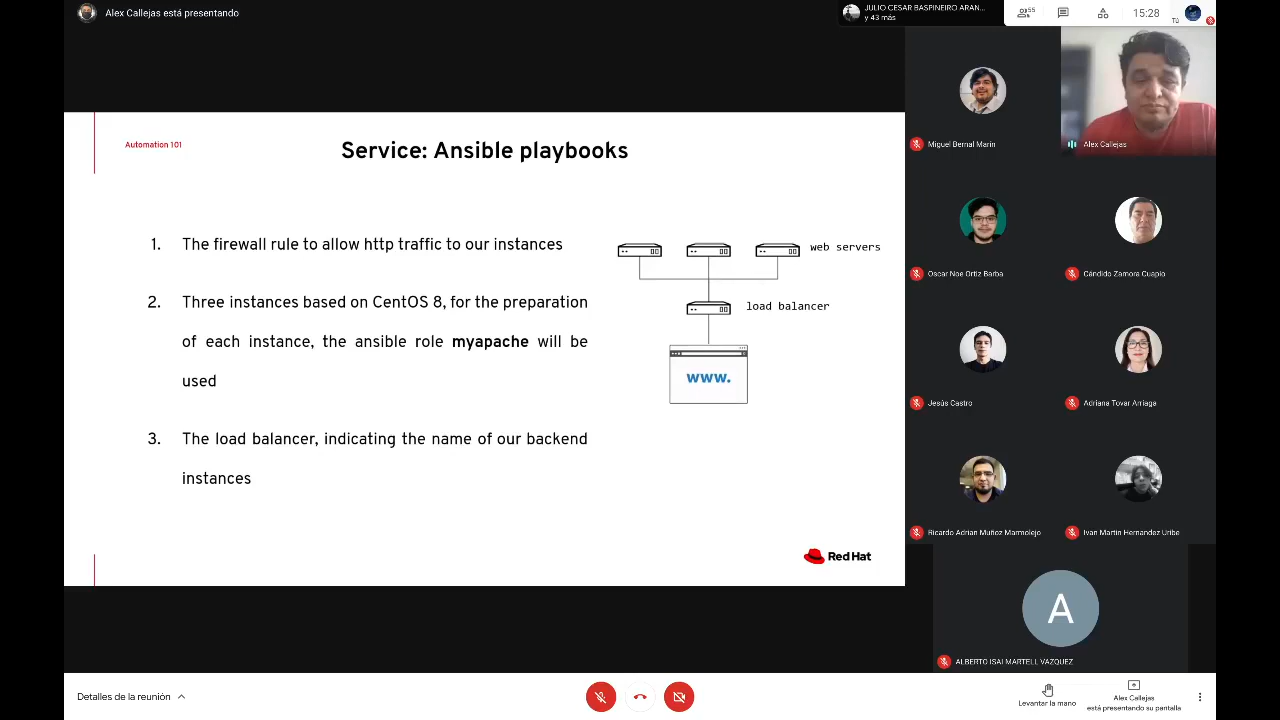 Alex Callejas está presentando
JULIO CESAR BASPINEIRO ARAN...
y 43 más
55
15:28
Tú
Automation 101
Service: Ansible playbooks
1. The firewall rule to allow http traffic to our instances
2. Three instances based on CentOS 8, for the preparation
of each instance, the ansible role myapache will be
used
3. The load balancer, indicating the name of our backend
instances
web servers
load balancer
www.
Red Hat
Miguel Bernal Marin
Alex Callejas
Oscar Noe Ortiz Barba
Cándido Zamora Cuapio
Jesús Castro
Adriana Tovar Arriaga
Ricardo Adrian Muñoz Marmolejo
Ivan Martin Hernandez Uribe
A
ALBERTO ISAI MARTELL VAZQUEZ
Detalles de la reunión
Levantar la mano
Alex Callejas
está presentando su pantalla